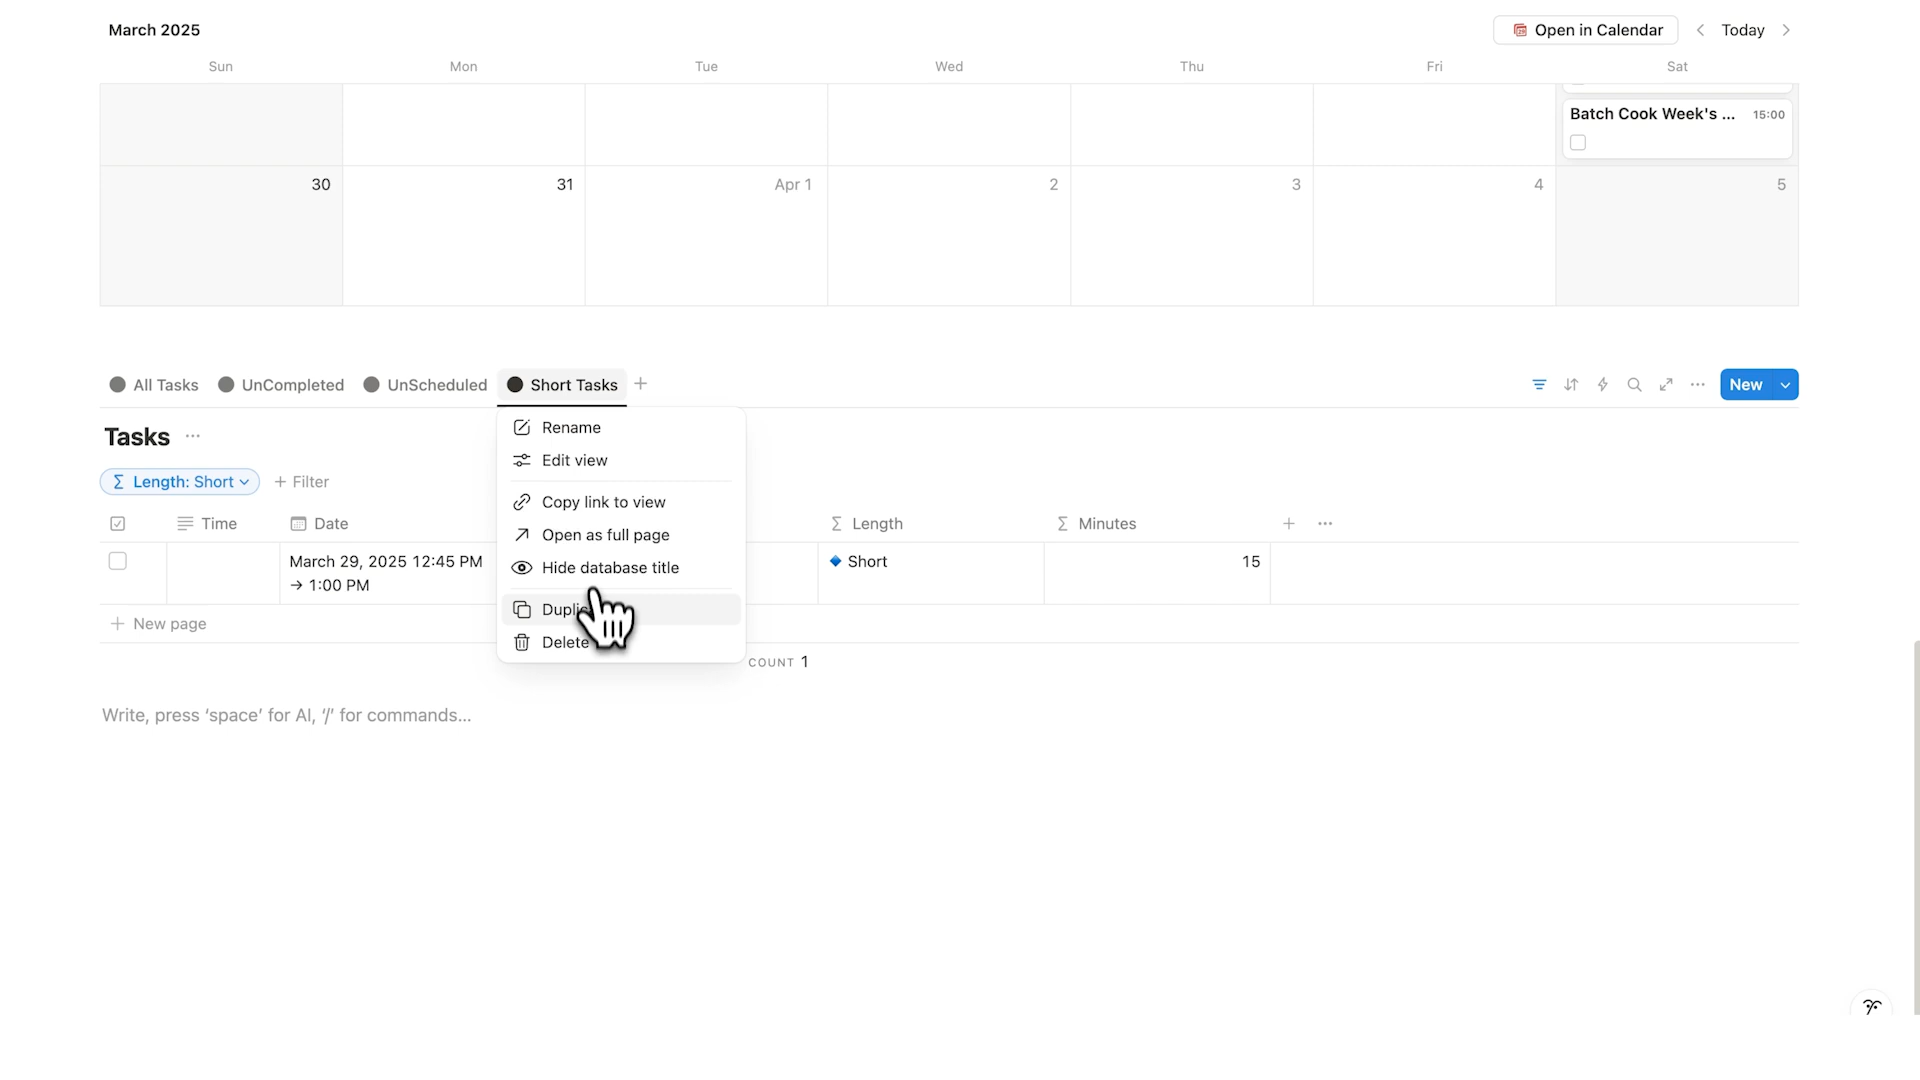 March 2025
Open in Calendar
Today
Sun Mon Tue Wed Thu Fri Sat
Batch Cook Week's ... 15:00
30 31 Apr 1 2 3 4 5
All Tasks UnCompleted UnScheduled Short Tasks
New
Rename
Edit view
Copy link to view
Open as full page
Hide database title
Delete
Tasks
Length: Short + Filter
Time Date Length Minutes
March 29, 2025 12:45 PM
→ 1:00 PM
Short 15
+ New page
COUNT 1
Write, press ‘space’ for AI, ‘/’ for commands...